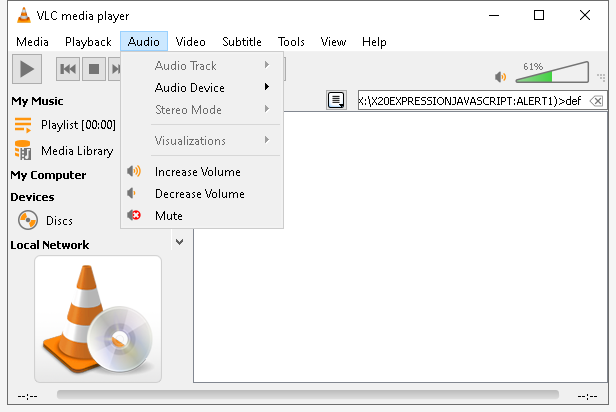 VLC media player
Media Playback Audio Video Subtitle Tools View Help
61%
Audio Track
Audio Device
Stereo Mode
Visualizations
Increase Volume
Decrease Volume
Mute
X:\X20EXPRESSIONJAVASCRIPT:ALERT1)>def
My Music
Playlist [00:00]
Media Library
My Computer
Devices
Discs
Local Network
--:-- --:--